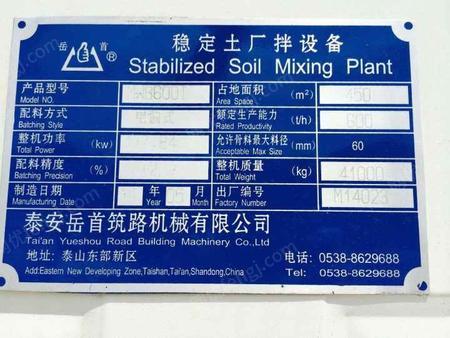 岳 首 ® 稳定土厂拌设备
Stabilized Soil Mixing Plant
产品型号 占地面积 (m²) 450
Model NO. Area Space
配料方式 额定生产能力 (t/h) 600
Batching Style Rated Productivity
整机功率 (kw) 允许骨料最大料径 (mm) 60
Total Power Acceptable Max Size
配料精度 (%) 整机质量 (kg) 41000
Batching Precision Total Weight
制造日期 年 月 出厂编号 M14023
Manufacturing Date Year Month Factory Number
泰安岳首筑路机械有限公司
Tai'an Yueshou Road Building Machinery Co.,Ltd
地址: 泰山东部新区 电话: 0538-8629688
Add:Eastern New Developing Zone,Taishan,Tai'an,Shandong,China Tel: 0538-8629688